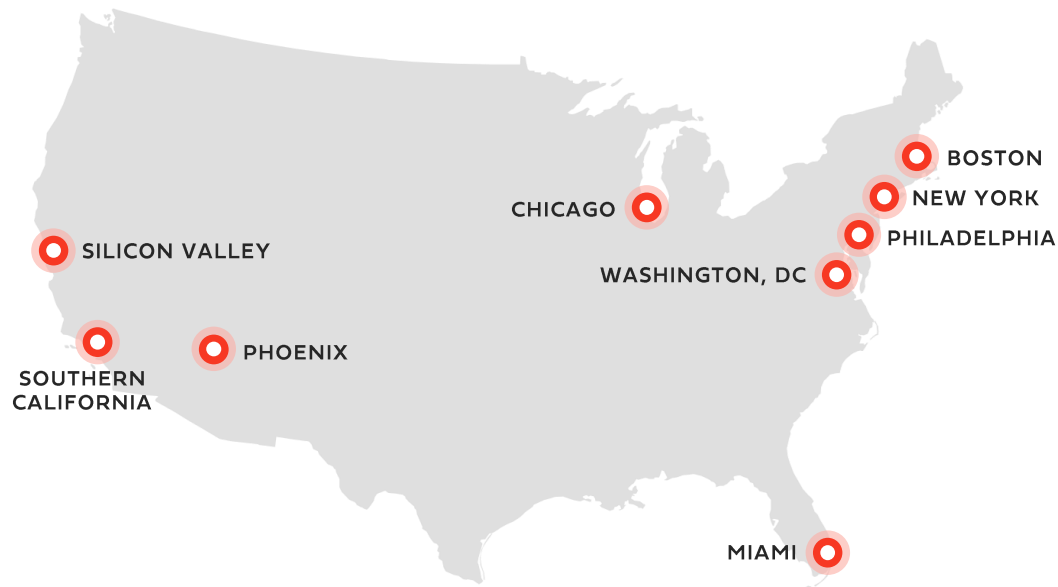 BOSTON
NEW YORK
CHICAGO
PHILADELPHIA
SILICON VALLEY
WASHINGTON, DC
PHOENIX
SOUTHERN
CALIFORNIA
MIAMI